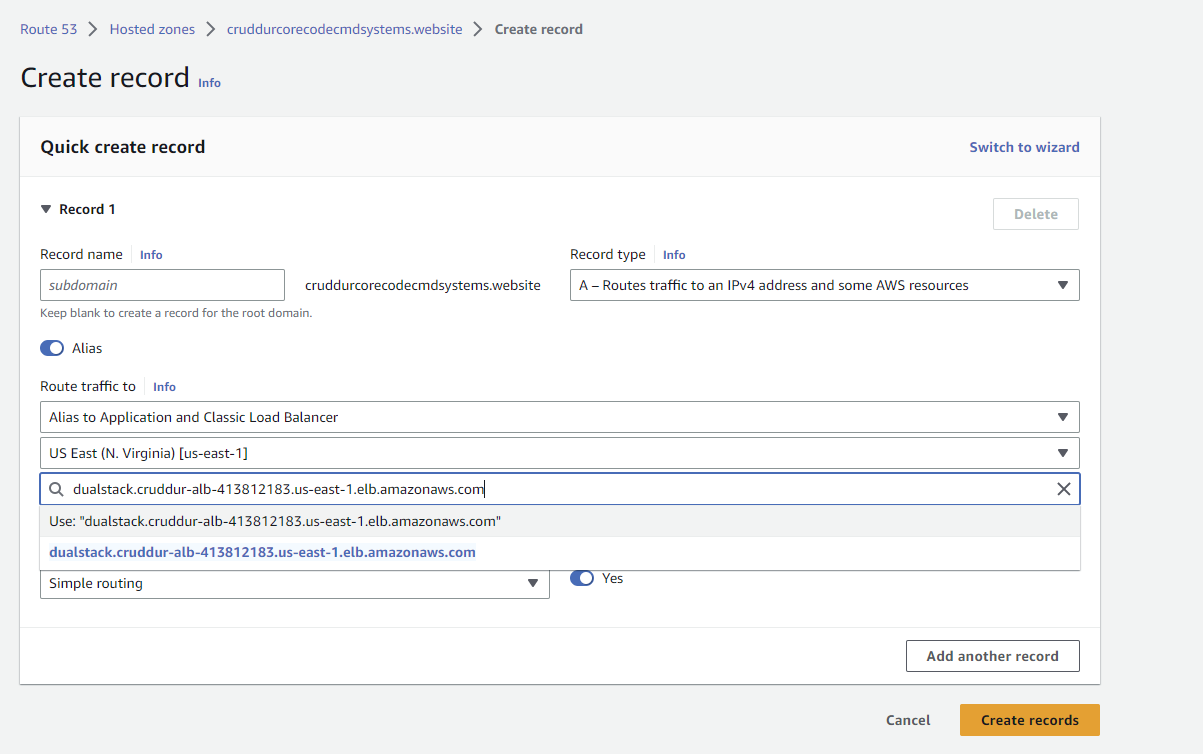 Route 53 > Hosted zones > cruddurcorecodecmdsystems.website > Create record
Create record Info
Quick create record Switch to wizard
Record 1
Delete
Record name Info
Record type Info
subdomain cruddurcorecodecmdsystems.website A – Routes traffic to an IPv4 address and some AWS resources
Keep blank to create a record for the root domain.
Alias
Route traffic to Info
Alias to Application and Classic Load Balancer
US East (N. Virginia) [us-east-1]
dualstack.cruddur-alb-413812183.us-east-1.elb.amazonaws.com
Use: "dualstack.cruddur-alb-413812183.us-east-1.elb.amazonaws.com"
dualstack.cruddur-alb-413812183.us-east-1.elb.amazonaws.com
Simple routing Yes
Add another record
Cancel Create records